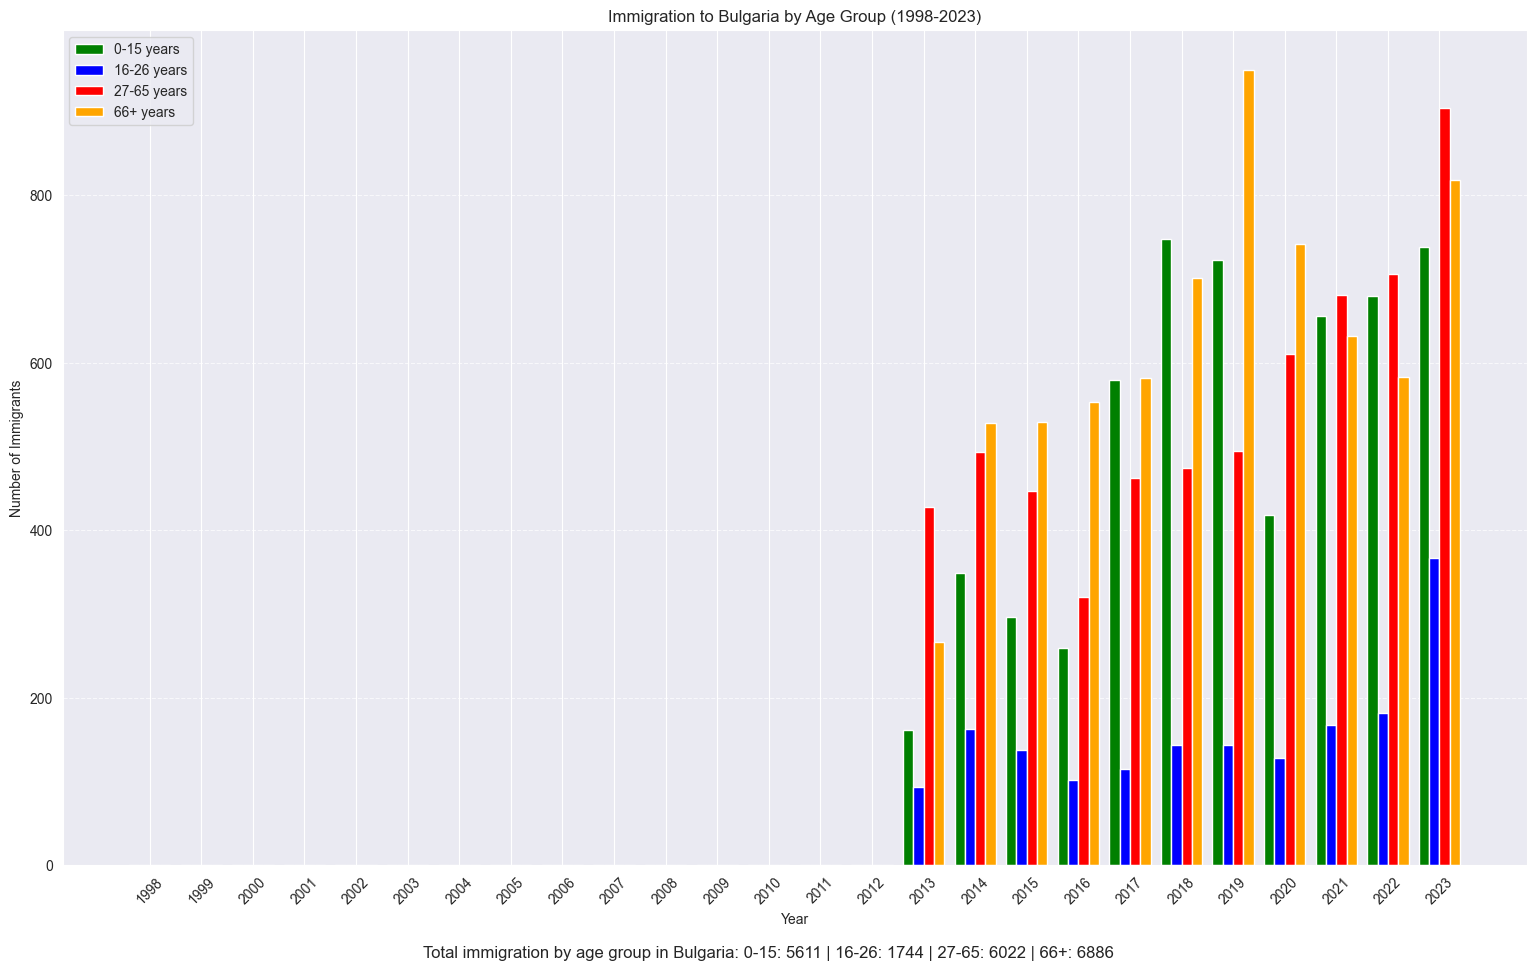 Immigration to Bulgaria by Age Group (1998-2023)
0-15 years
16-26 years
27-65 years
66+ years
Number of Immigrants
800
600
400
200
0
1998 1999 2000 2001 2002 2003 2004 2005 2006 2007 2008 2009 2010 2011 2012 2013 2014 2015 2016 2017 2018 2019 2020 2021 2022 2023
Year
Total immigration by age group in Bulgaria: 0-15: 5611 | 16-26: 1744 | 27-65: 6022 | 66+: 6886